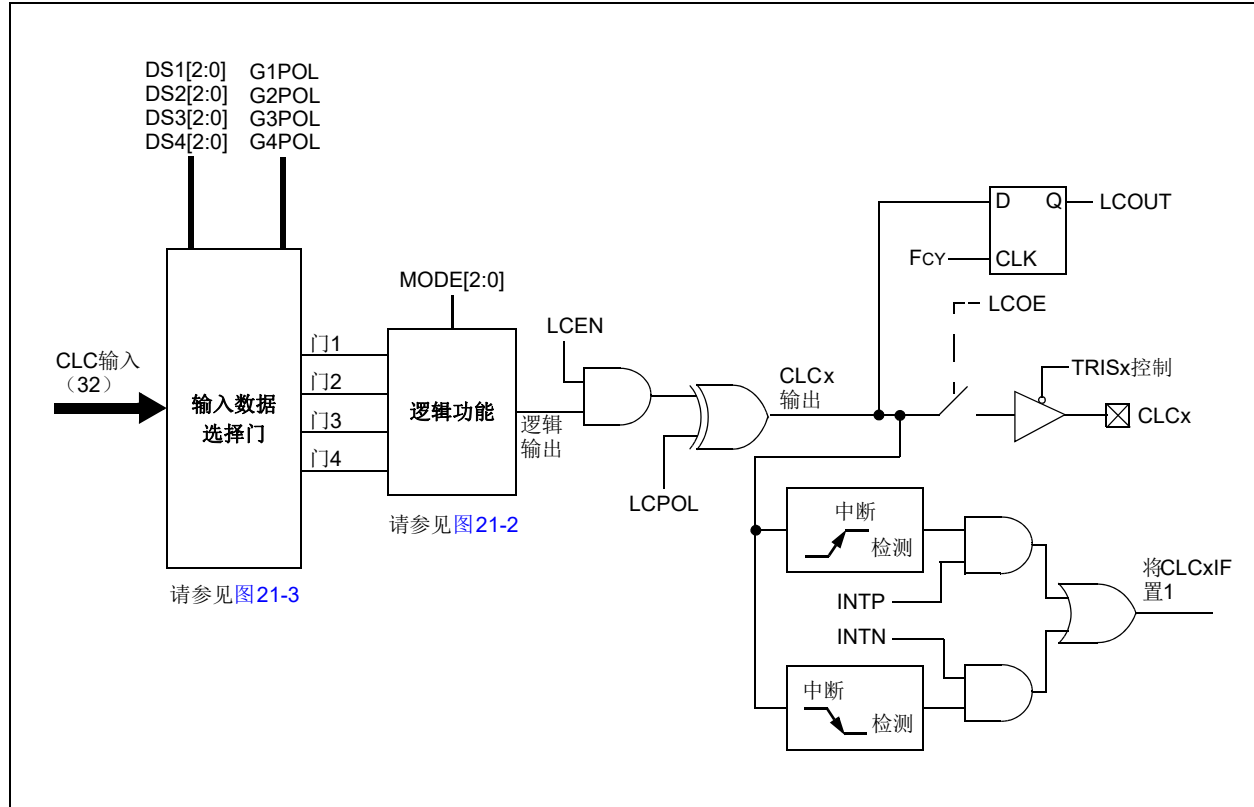 DS1[2:0] G1POL
DS2[2:0] G2POL
DS3[2:0] G3POL
DS4[2:0] G4POL
D Q
LCOUT
FCY
CLK
MODE[2:0]
LCOE
LCEN
CLC输入
（32）
门1
门2
门3
门4
输入数据
选择门
逻辑功能
逻辑
输出
CLCx
输出
TRISx控制
CLCx
LCPOL
请参见图21-2
请参见图21-3
中断
检测
INTP
INTN
中断
检测
将CLCxIF
置1